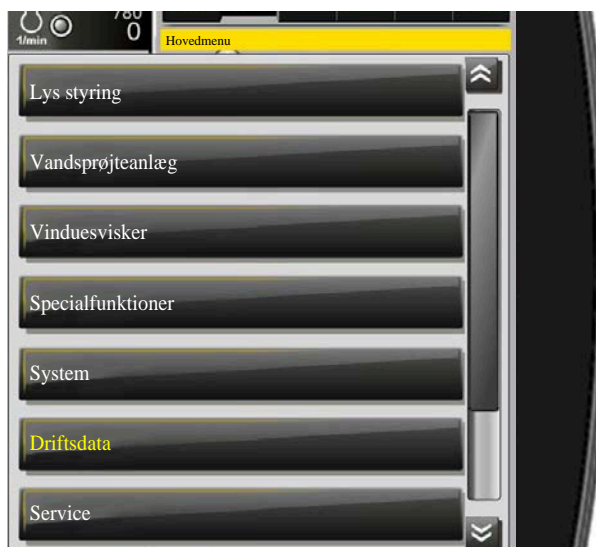 780
1/min 0
Hovedmenu
Lys styring
Vandsprøjteanlæg
Vinduesvisker
Specialfunktioner
System
Driftsdata
Service